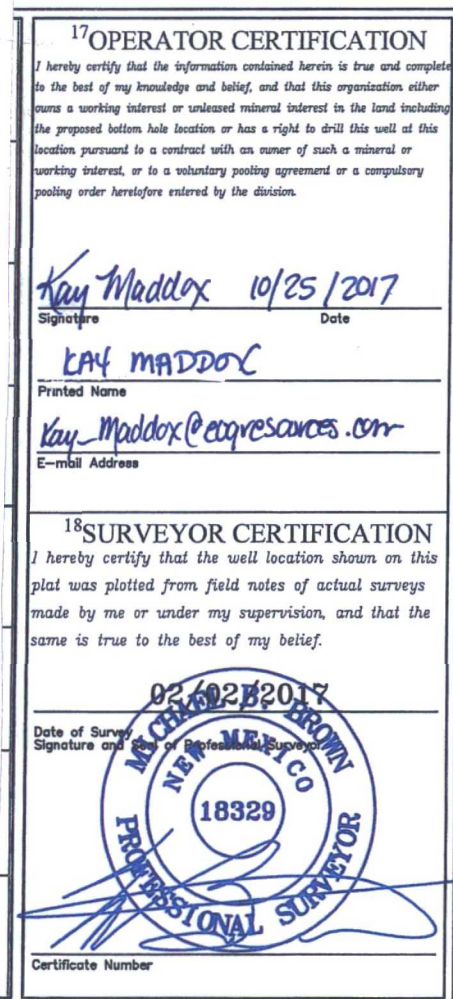 17OPERATOR CERTIFICATION
I hereby certify that the information contained herein is true and complete
to the best of my knowledge and belief, and that this organization either
owns a working interest or unleased mineral interest in the land including
the proposed bottom hole location or has a right to drill this well at this
location pursuant to a contract with an owner of such a mineral or
working interest, or to a voluntary pooling agreement or a compulsory
pooling order heretofore entered by the division.
Kay Maddox 10/25/2017
Signature Date
KAY MADDOX
Printed Name
Kay_Maddox@eogresources.com
E-mail Address
18SURVEYOR CERTIFICATION
I hereby certify that the well location shown on this
plat was plotted from field notes of actual surveys
made by me or under my supervision, and that the
same is true to the best of my belief.
02/02/2017
Date of Survey
Signature and Seal of Professional Surveyor
MICHAEL B. BROWN
NEW MEXICO
18329
PROFESSIONAL SURVEYOR
Certificate Number